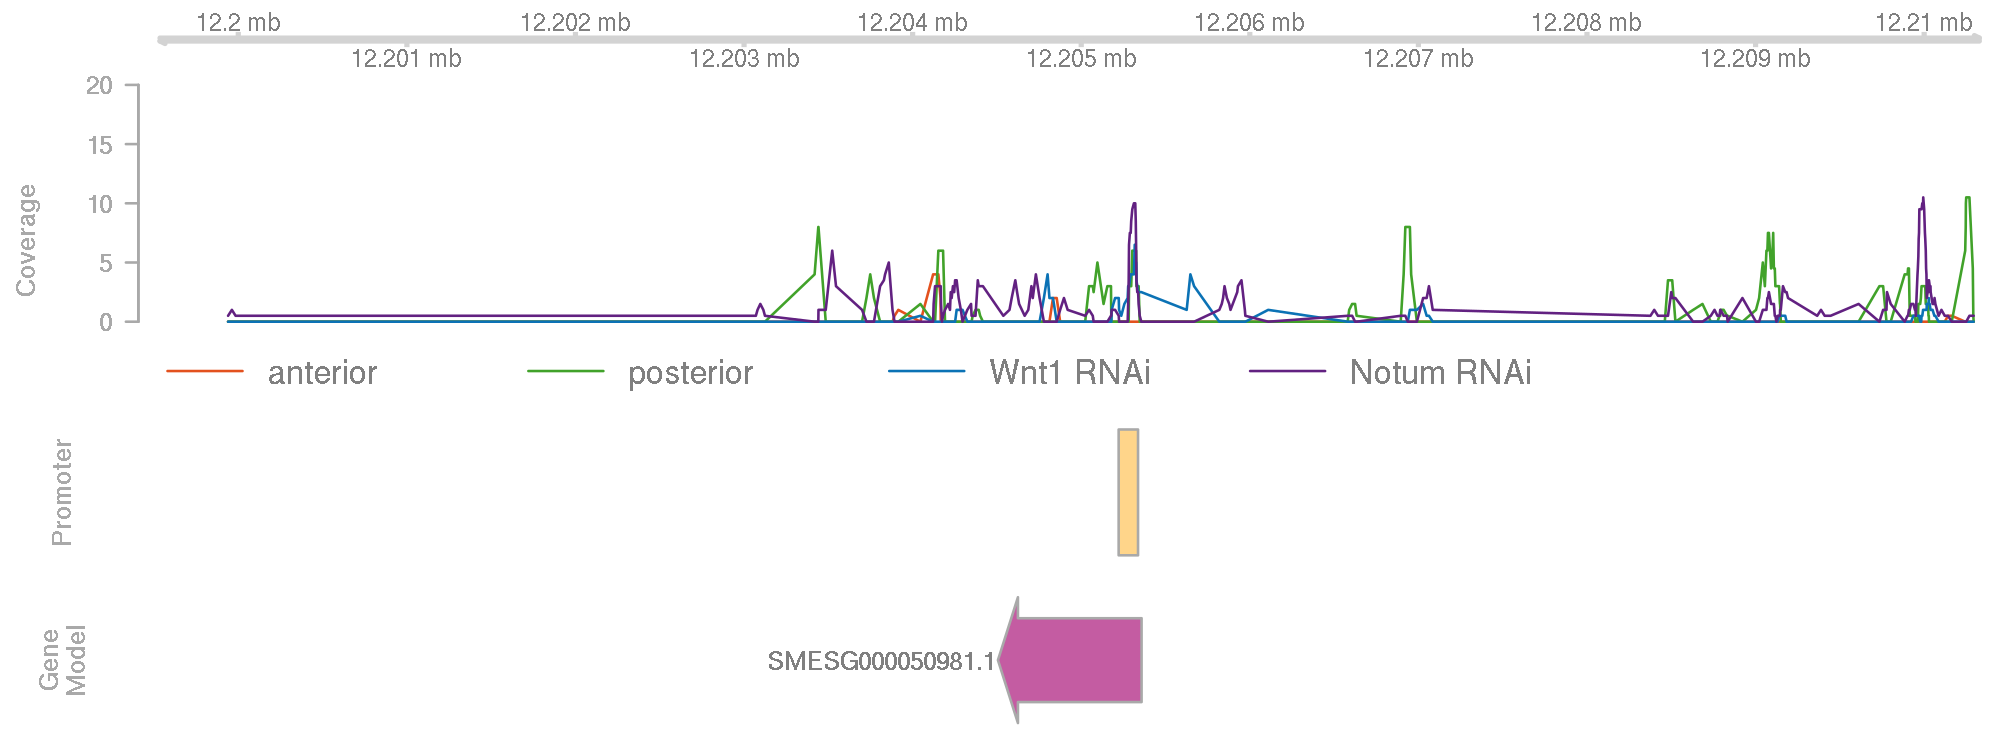 12.2 mb 12.202 mb 12.204 mb 12.206 mb 12.208 mb 12.21 mb
12.201 mb 12.203 mb 12.205 mb 12.207 mb 12.209 mb
20
15
10
5
0
Coverage
anterior posterior Wnt1 RNAi Notum RNAi
Promoter
Gene
Model
SMESG000050981.1